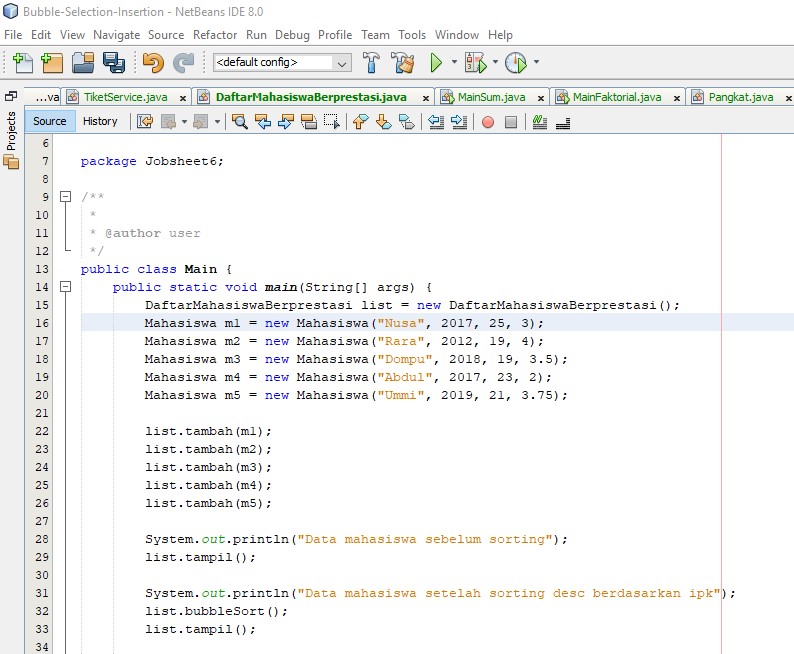 Bubble-Selection-Insertion - NetBeans IDE 8.0
File Edit View Navigate Source Refactor Run Debug Profile Team Tools Window Help
<default config>
...va TiketService.java x DaftarMahasiswaBerprestasi.java x MainSum.java x MainFaktorial.java x Pangkat.java x
Projects
Source History
6
7 package Jobsheet6;
8
9 /**
10 *
11 * @author user
12 */
13 public class Main {
14 public static void main(String[] args) {
15 DaftarMahasiswaBerprestasi list = new DaftarMahasiswaBerprestasi();
16 Mahasiswa m1 = new Mahasiswa("Nusa", 2017, 25, 3);
17 Mahasiswa m2 = new Mahasiswa("Rara", 2012, 19, 4);
18 Mahasiswa m3 = new Mahasiswa("Dompu", 2018, 19, 3.5);
19 Mahasiswa m4 = new Mahasiswa("Abdul", 2017, 23, 2);
20 Mahasiswa m5 = new Mahasiswa("Ummi", 2019, 21, 3.75);
21
22 list.tambah(m1);
23 list.tambah(m2);
24 list.tambah(m3);
25 list.tambah(m4);
26 list.tambah(m5);
27
28 System.out.println("Data mahasiswa sebelum sorting");
29 list.tampil();
30
31 System.out.println("Data mahasiswa setelah sorting desc berdasarkan ipk");
32 list.bubbleSort();
33 list.tampil();
34